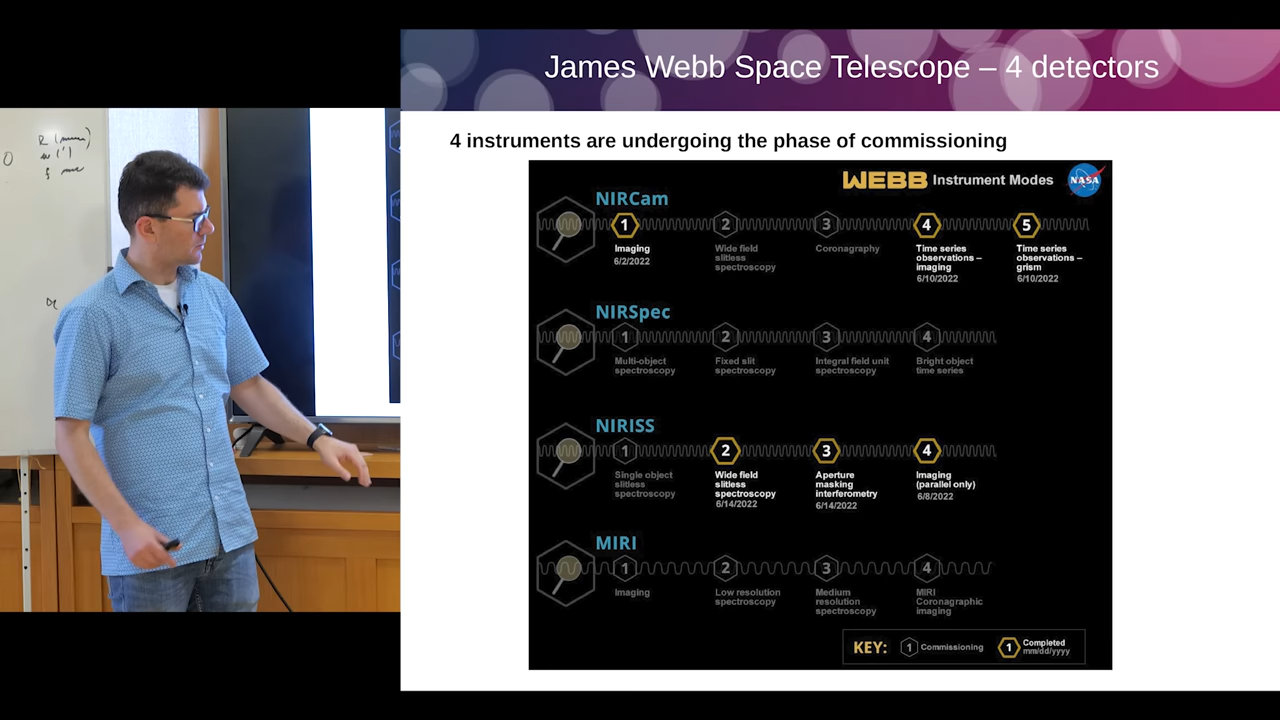 James Webb Space Telescope – 4 detectors
4 instruments are undergoing the phase of commissioning
WEBB Instrument Modes
NASA
NIRCam
1
2
3
4
5
Imaging
6/2/2022
Wide field
slitless
spectroscopy
Coronagraphy
Time series
observations –
imaging
6/10/2022
Time series
observations –
grism
6/10/2022
NIRSpec
1
2
3
4
Multi-object
spectroscopy
Fixed slit
spectroscopy
Integral field unit
spectroscopy
Bright object
time series
NIRISS
1
2
3
4
Single object
slitless
spectroscopy
Wide field
slitless
spectroscopy
6/14/2022
Aperture
masking
interferometry
6/14/2022
Imaging
(parallel only)
6/8/2022
MIRI
1
2
3
4
Imaging
Low resolution
spectroscopy
Medium
resolution
spectroscopy
MIRI
Coronagraphic
imaging
KEY:
1
Commissioning
1
Completed
mm/dd/yyyy